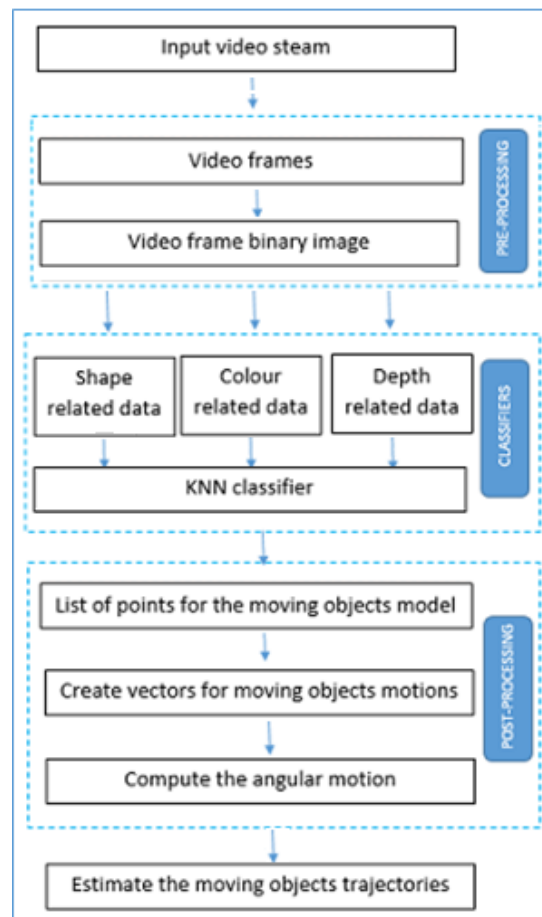 Input video steam
Video frames
PRE-PROCESSING
Video frame binary image
Shape
related data
Colour
related data
Depth
related data
CLASSIFIERS
KNN classifier
List of points for the moving objects model
Create vectors for moving objects motions
POST-PROCESSING
Compute the angular motion
Estimate the moving objects trajectories